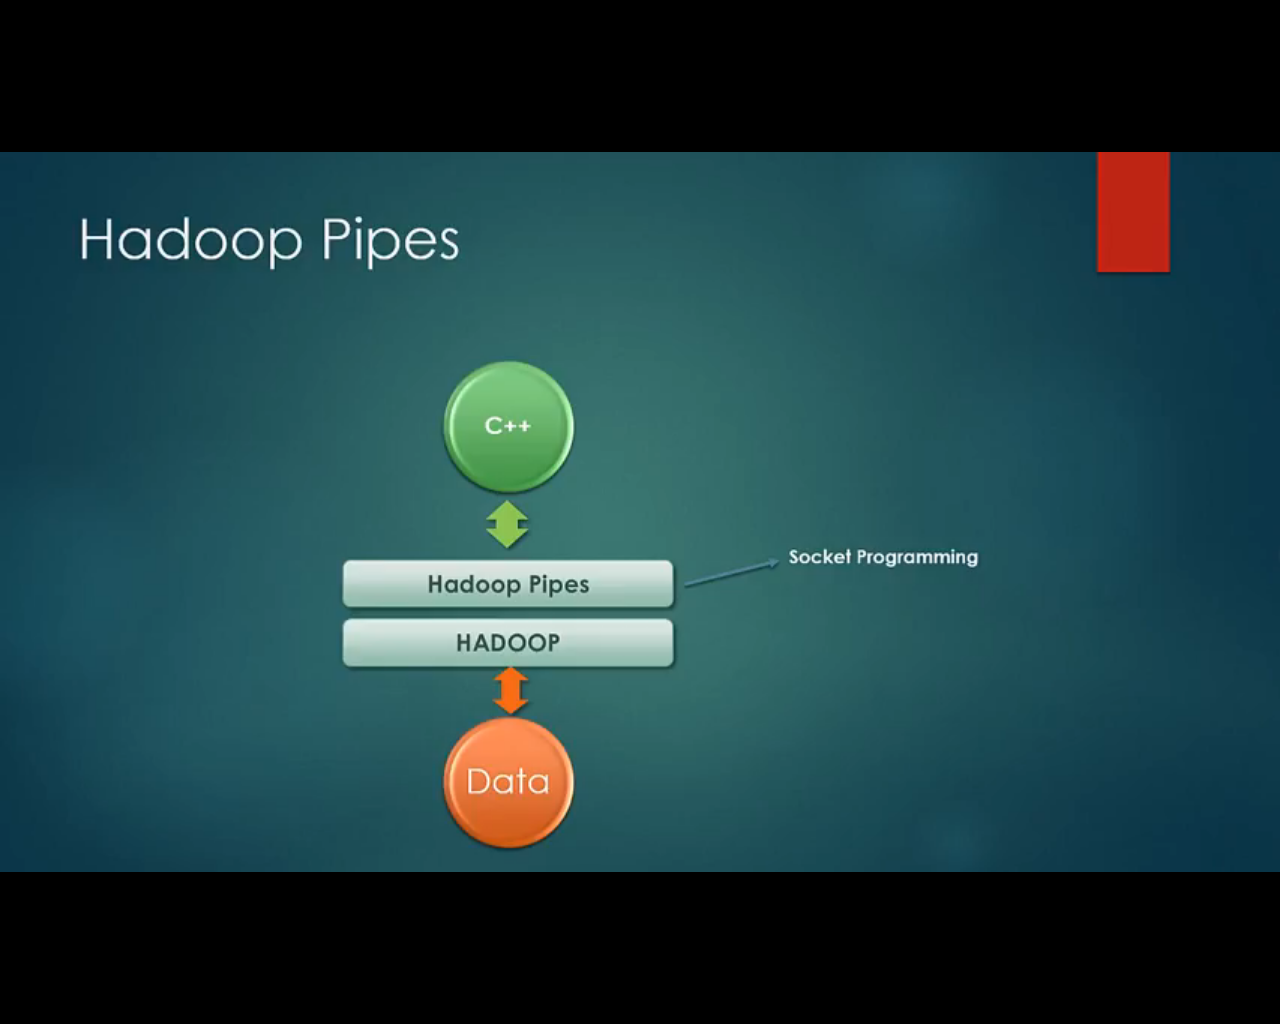 Hadoop Pipes
C++
Socket Programming
Hadoop Pipes
HADOOP
Data